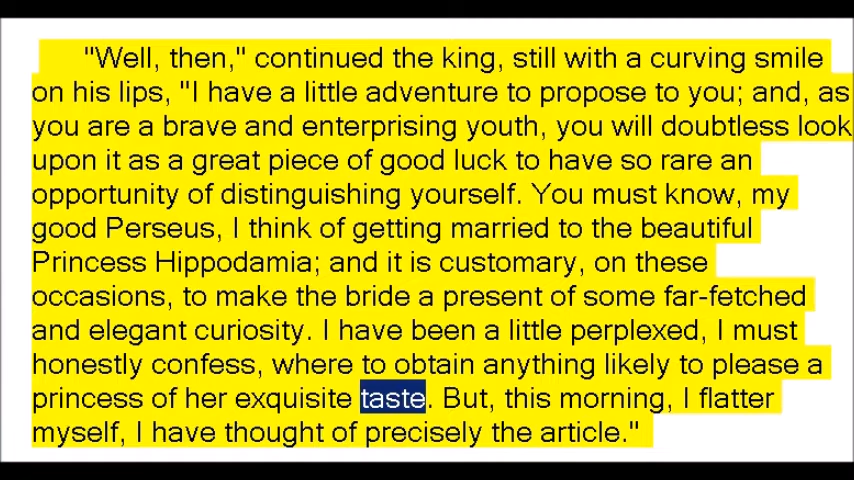 "Well, then," continued the king, still with a curving smile
on his lips, "I have a little adventure to propose to you; and, as
you are a brave and enterprising youth, you will doubtless look
upon it as a great piece of good luck to have so rare an
opportunity of distinguishing yourself. You must know, my
good Perseus, I think of getting married to the beautiful
Princess Hippodamia; and it is customary, on these
occasions, to make the bride a present of some far-fetched
and elegant curiosity. I have been a little perplexed, I must
honestly confess, where to obtain anything likely to please a
princess of her exquisite taste. But, this morning, I flatter
myself, I have thought of precisely the article."